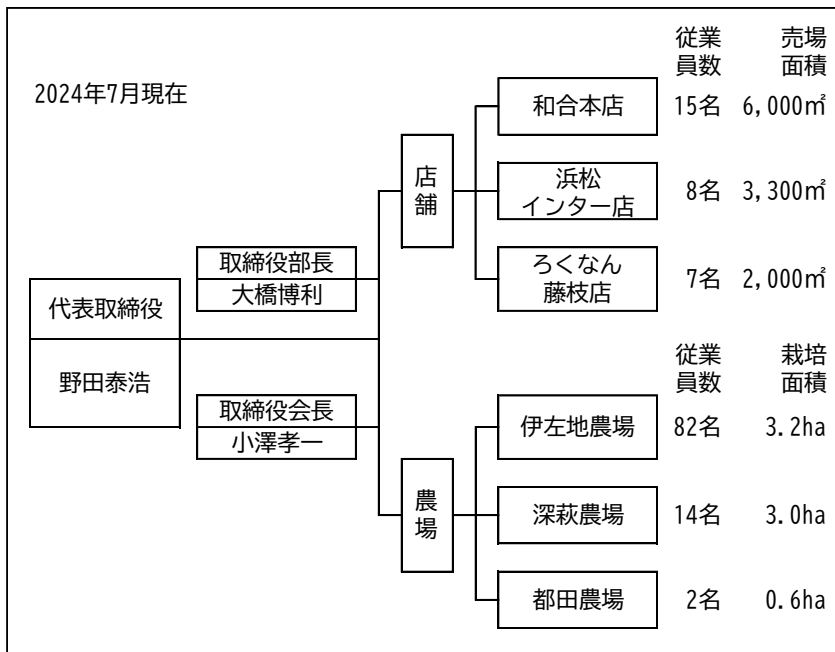 2024年7月現在
従業
員数
売場
面積
和合本店 15名 6,000㎡
店
舗
浜松
インター店
8名 3,300㎡
ろくなん
藤枝店
7名 2,000㎡
取締役部長
大橋博利
代表取締役
野田泰浩
取締役会長
小澤孝一
従業
員数
栽培
面積
伊左地農場 82名 3.2ha
農
場
深萩農場 14名 3.0ha
都田農場 2名 0.6ha